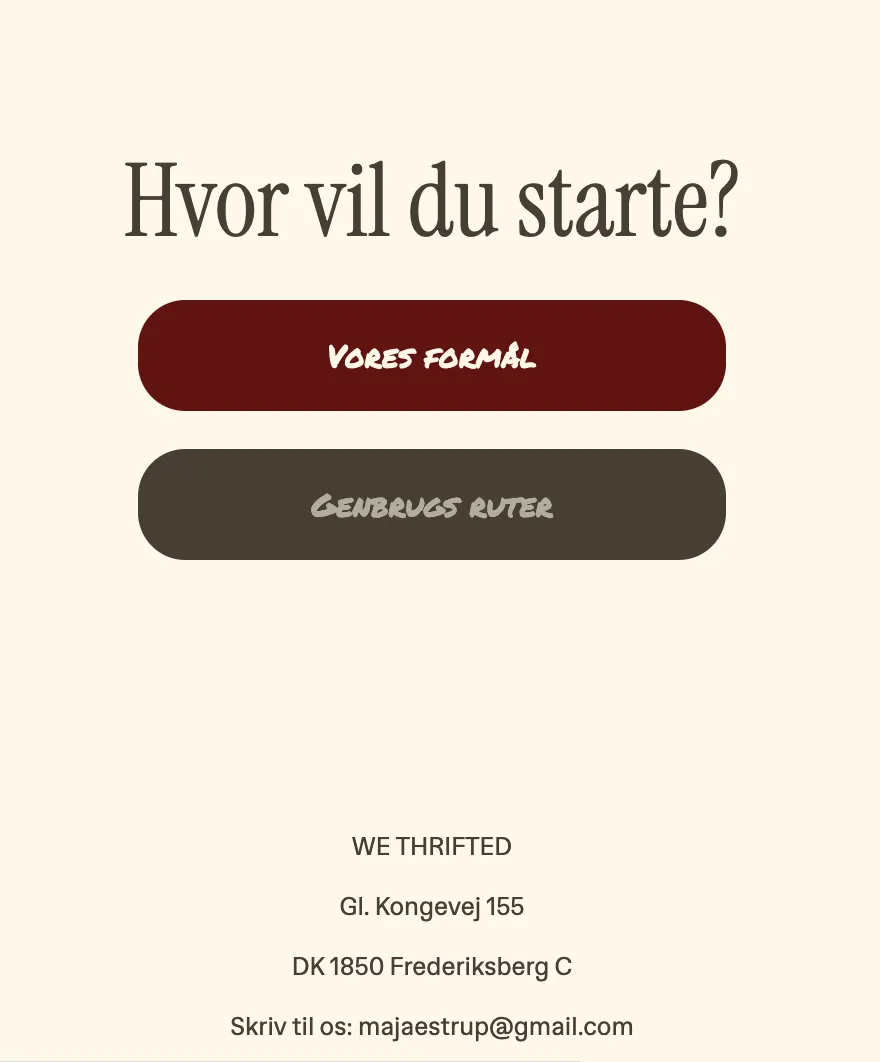 Hvor vil du starte?
Vores formål
Genbrugs ruter
WE THRIFTED
Gl. Kongevej 155
DK 1850 Frederiksberg C
Skriv til os: majaestrup@gmail.com